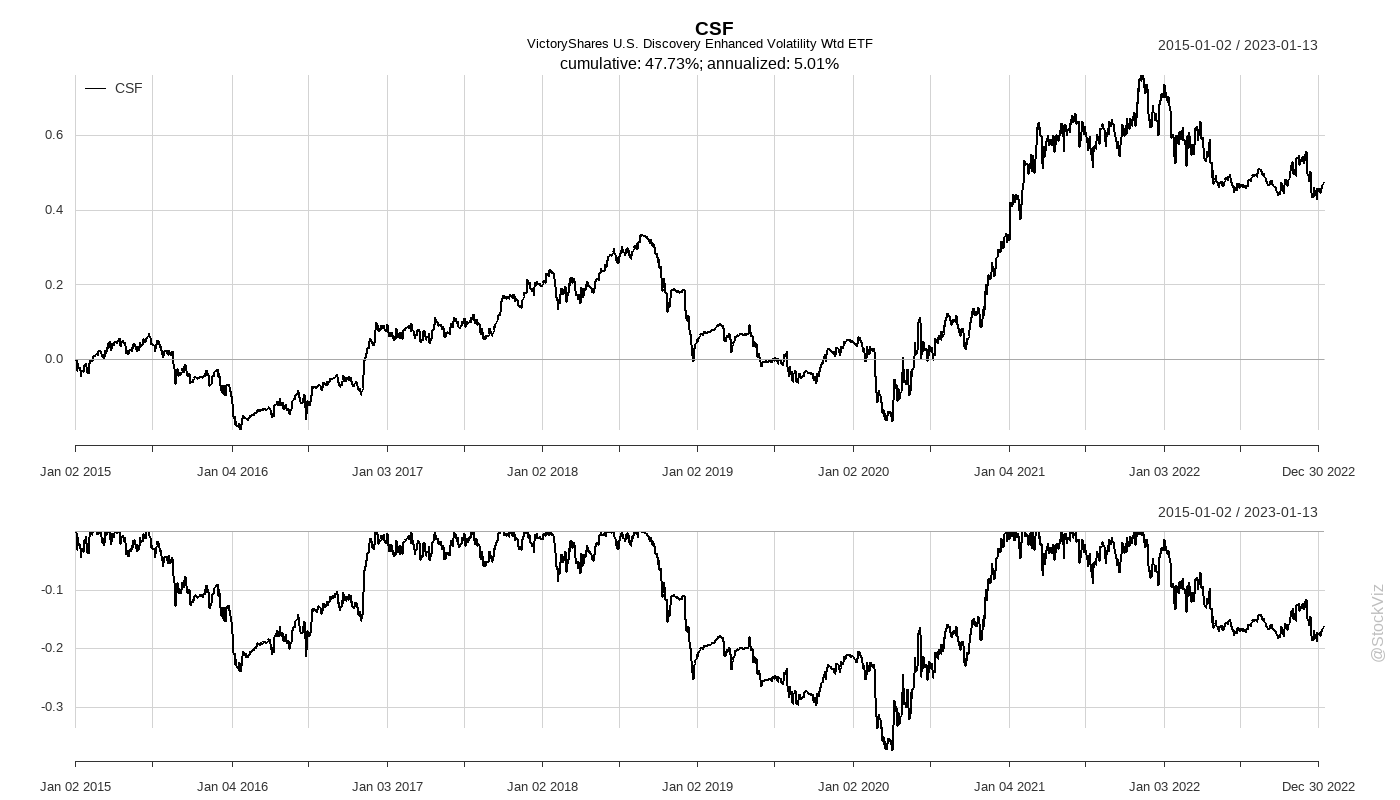 CSF
VictoryShares U.S. Discovery Enhanced Volatility Wtd ETF
2015-01-02 / 2023-01-13
cumulative: 47.73%; annualized: 5.01%
CSF
0.6
0.4
0.2
0.0
Jan 02 2015 Jan 04 2016 Jan 03 2017 Jan 02 2018 Jan 02 2019 Jan 02 2020 Jan 04 2021 Jan 03 2022 Dec 30 2022
2015-01-02 / 2023-01-13
-0.1
-0.2
-0.3
Jan 02 2015 Jan 04 2016 Jan 03 2017 Jan 02 2018 Jan 02 2019 Jan 02 2020 Jan 04 2021 Jan 03 2022 Dec 30 2022
@StockViz